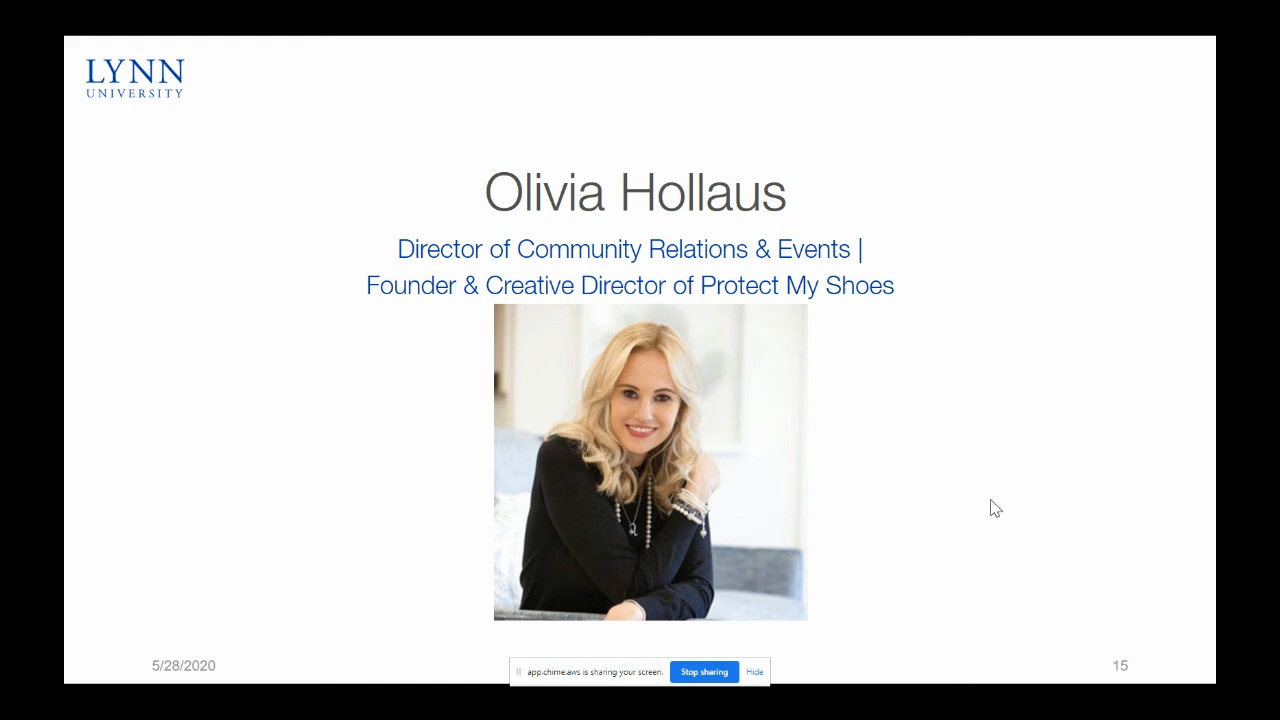 LYNN
UNIVERSITY
Olivia Hollaus
Director of Community Relations & Events |
Founder & Creative Director of Protect My Shoes
5/28/2020
app.chime.aws is sharing your screen. Stop sharing Hide
15